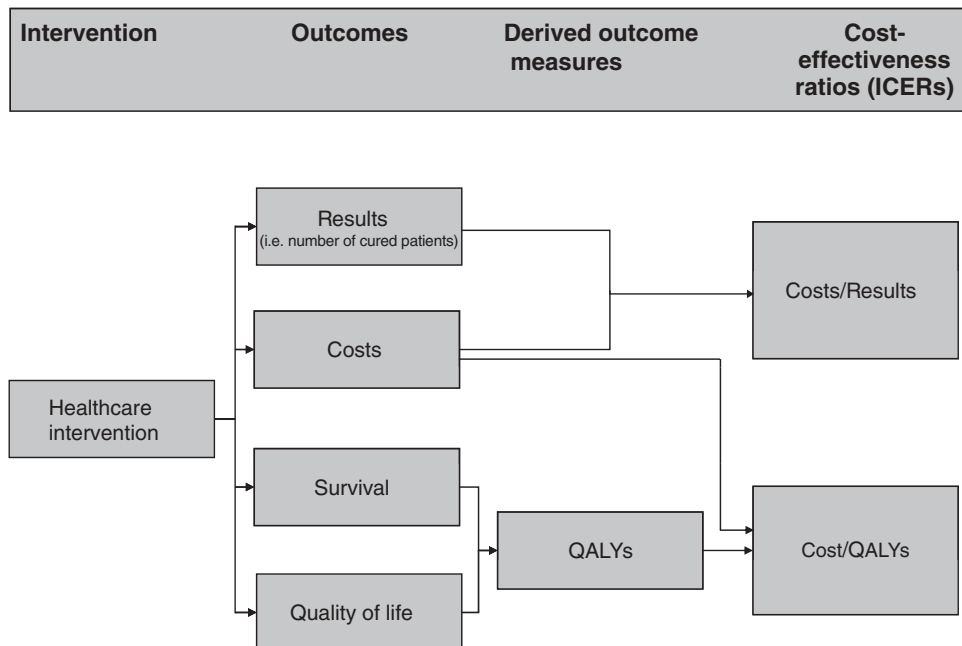 Intervention
Outcomes
Derived outcome
measures
Cost-
effectiveness
ratios (ICERs)
Results
(i.e. number of cured patients)
Costs/Results
Costs
Healthcare
intervention
Survival
QALYs
Cost/QALYs
Quality of life